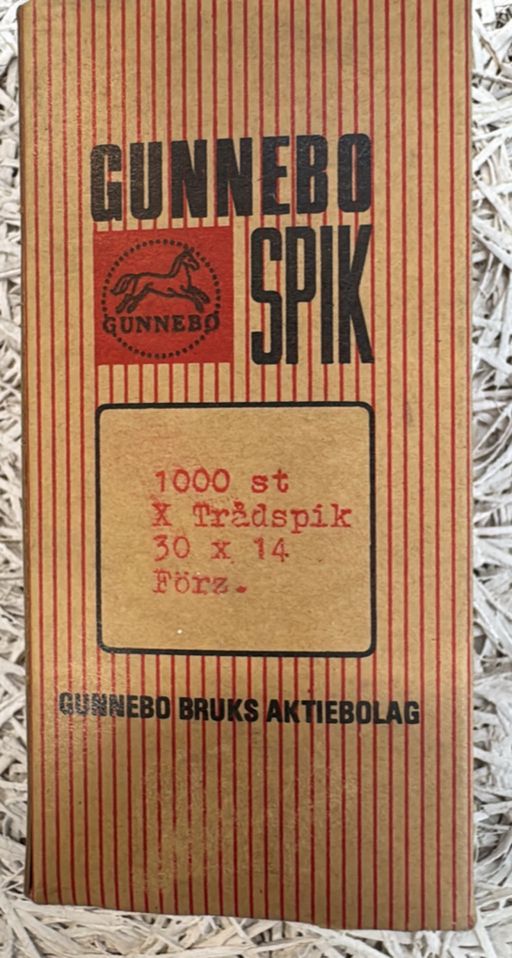 GUNNEBO
SPIK
GUNNEBO
1000 st
X Trådspik
30 x 14
Förz.
GUNNEBO BRUKS AKTIEBOLAG